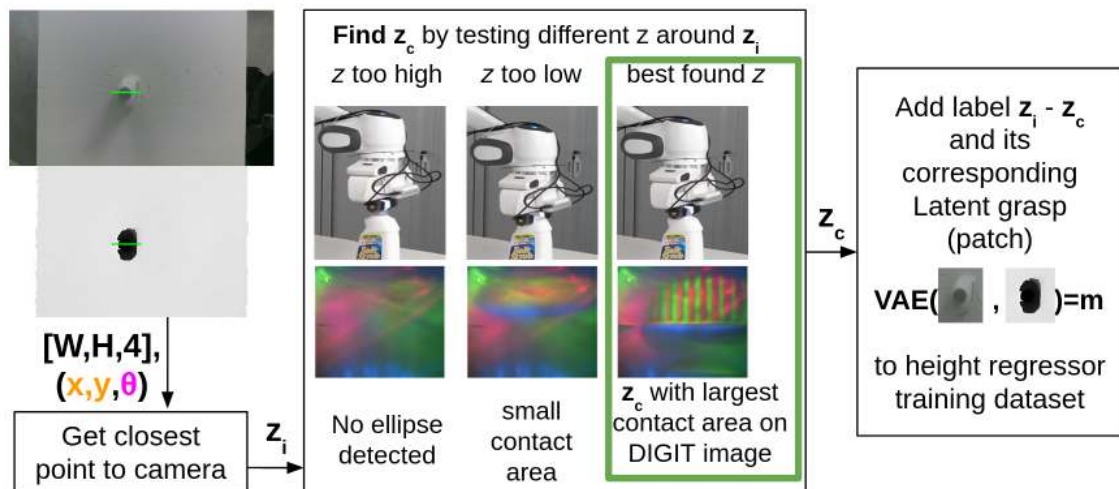 [W,H,4],
(x,y,θ)
Get closest
point to camera
z_i
Find z_c by testing different z around z_i
z too high
z too low
best found z
No ellipse
detected
small
contact
area
z_c with largest
contact area on
DIGIT image
z_c
Add label z_i - z_c
and its
corresponding
Latent grasp
(patch)
VAE( , )=m
to height regressor
training dataset